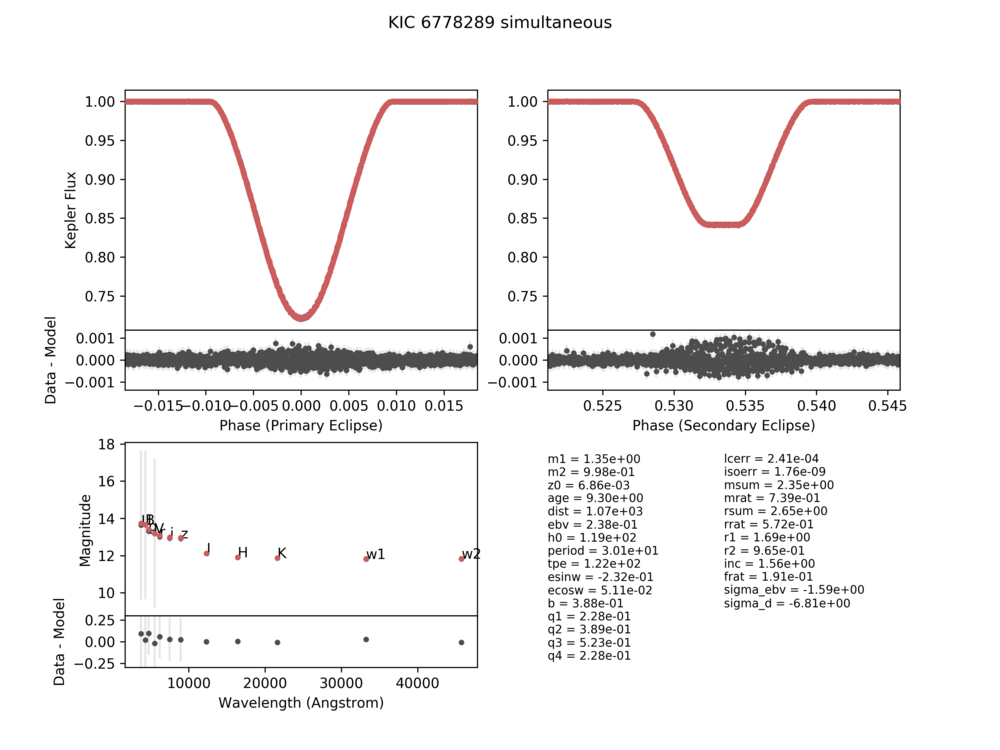 KIC 6778289 simultaneous
1.00
0.95
0.90
0.85
0.80
0.75
Kepler Flux
1.00
0.95
0.90
0.85
0.80
0.75
0.001
0.000
−0.001
Data - Model
0.001
0.000
−0.001
−0.015 −0.010 −0.005 0.000 0.005 0.010 0.015
Phase (Primary Eclipse)
0.525 0.530 0.535 0.540 0.545
Phase (Secondary Eclipse)
18
16
14
12
10
Magnitude
B
V
r
i
z
J
H
K
w1
w2
0.25
0.00
−0.25
Data - Model
10000 20000 30000 40000
Wavelength (Angstrom)
m1 = 1.35e+00
m2 = 9.98e-01
z0 = 6.86e-03
age = 9.30e+00
dist = 1.07e+03
ebv = 2.38e-01
h0 = 1.19e+02
period = 3.01e+01
tpe = 1.22e+02
esinw = -2.32e-01
ecosw = 5.11e-02
b = 3.88e-01
q1 = 2.28e-01
q2 = 3.89e-01
q3 = 5.23e-01
q4 = 2.28e-01
lcerr = 2.41e-04
isoerr = 1.76e-09
msum = 2.35e+00
mrat = 7.39e-01
rsum = 2.65e+00
rrat = 5.72e-01
r1 = 1.69e+00
r2 = 9.65e-01
inc = 1.56e+00
frat = 1.91e-01
sigma_ebv = -1.59e+00
sigma_d = -6.81e+00